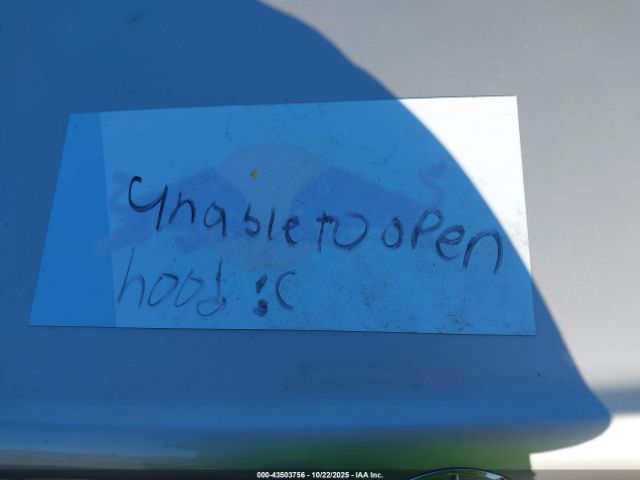 Unable to open
hood :C
000-43503756 - 10/22/2025 - IAA Inc.